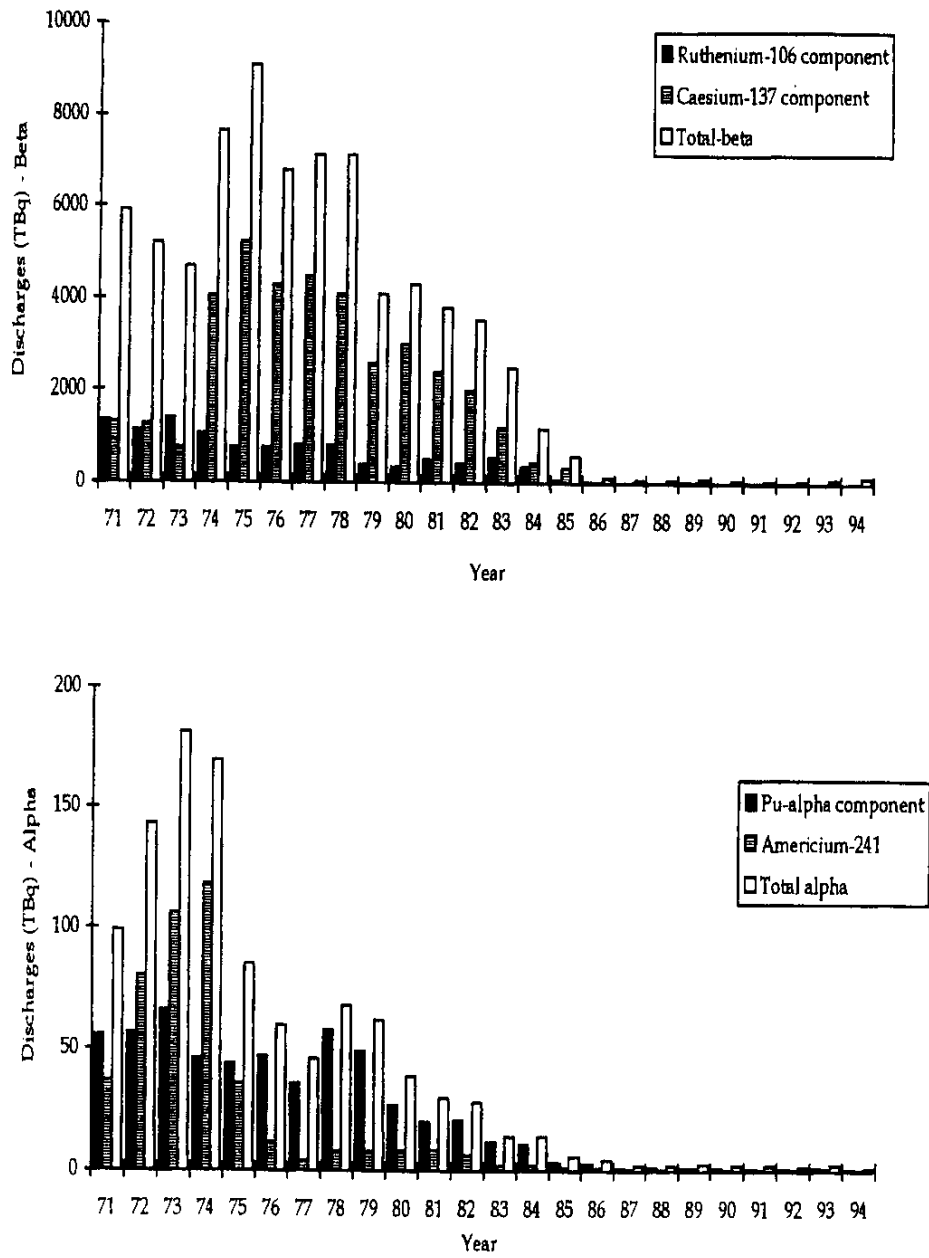 10000
8000
6000
4000
2000
0
Discharges (TBq) - Beta
Ruthenium-106 component
Caesium-137 component
Total-beta
71 72 73 74 75 76 77 78 79 80 81 82 83 84 85 86 87 88 89 90 91 92 93 94
Year
200
150
100
50
0
Discharges (TBq) - Alpha
Pu-alpha component
Americium-241
Total alpha
71 72 73 74 75 76 77 78 79 80 81 82 83 84 85 86 87 88 89 90 91 92 93 94
Year